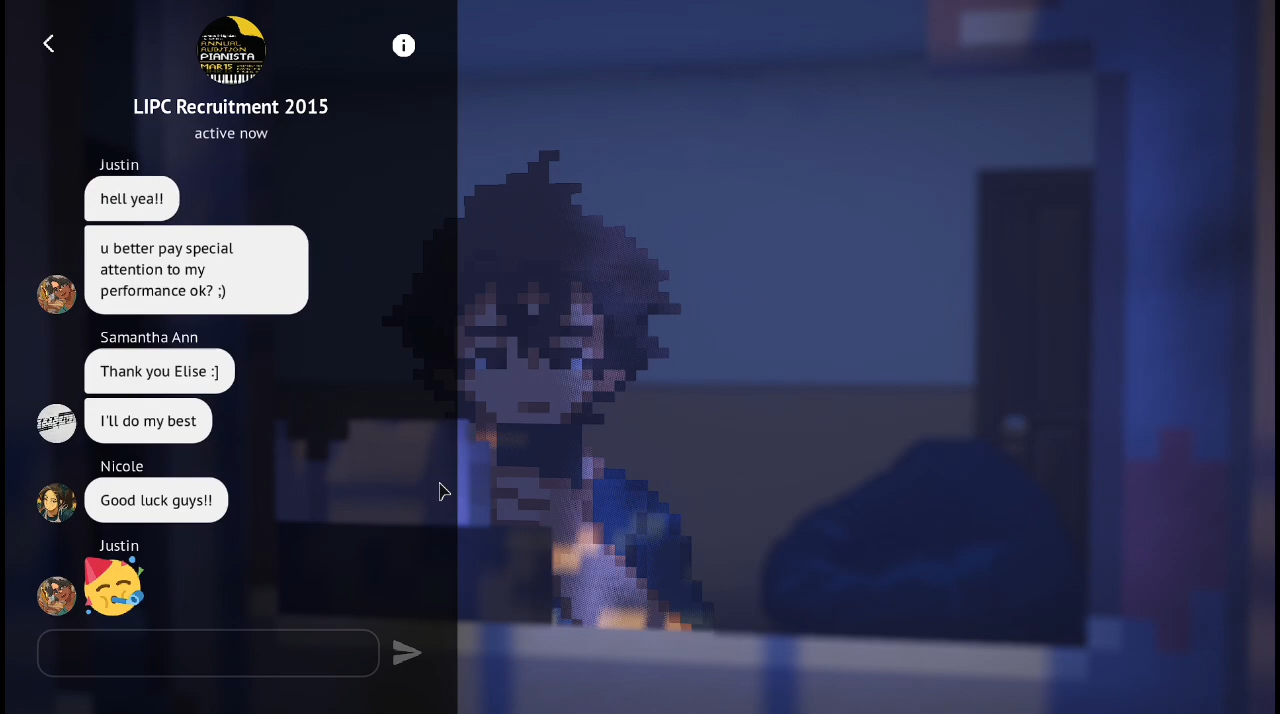 ANNUAL
AUDITION
PIANISTA
MAR 15
LIPC Recruitment 2015
active now
Justin
hell yea!!
u better pay special
attention to my
performance ok? ;)
Samantha Ann
Thank you Elise :]
I'll do my best
Nicole
Good luck guys!!
Justin